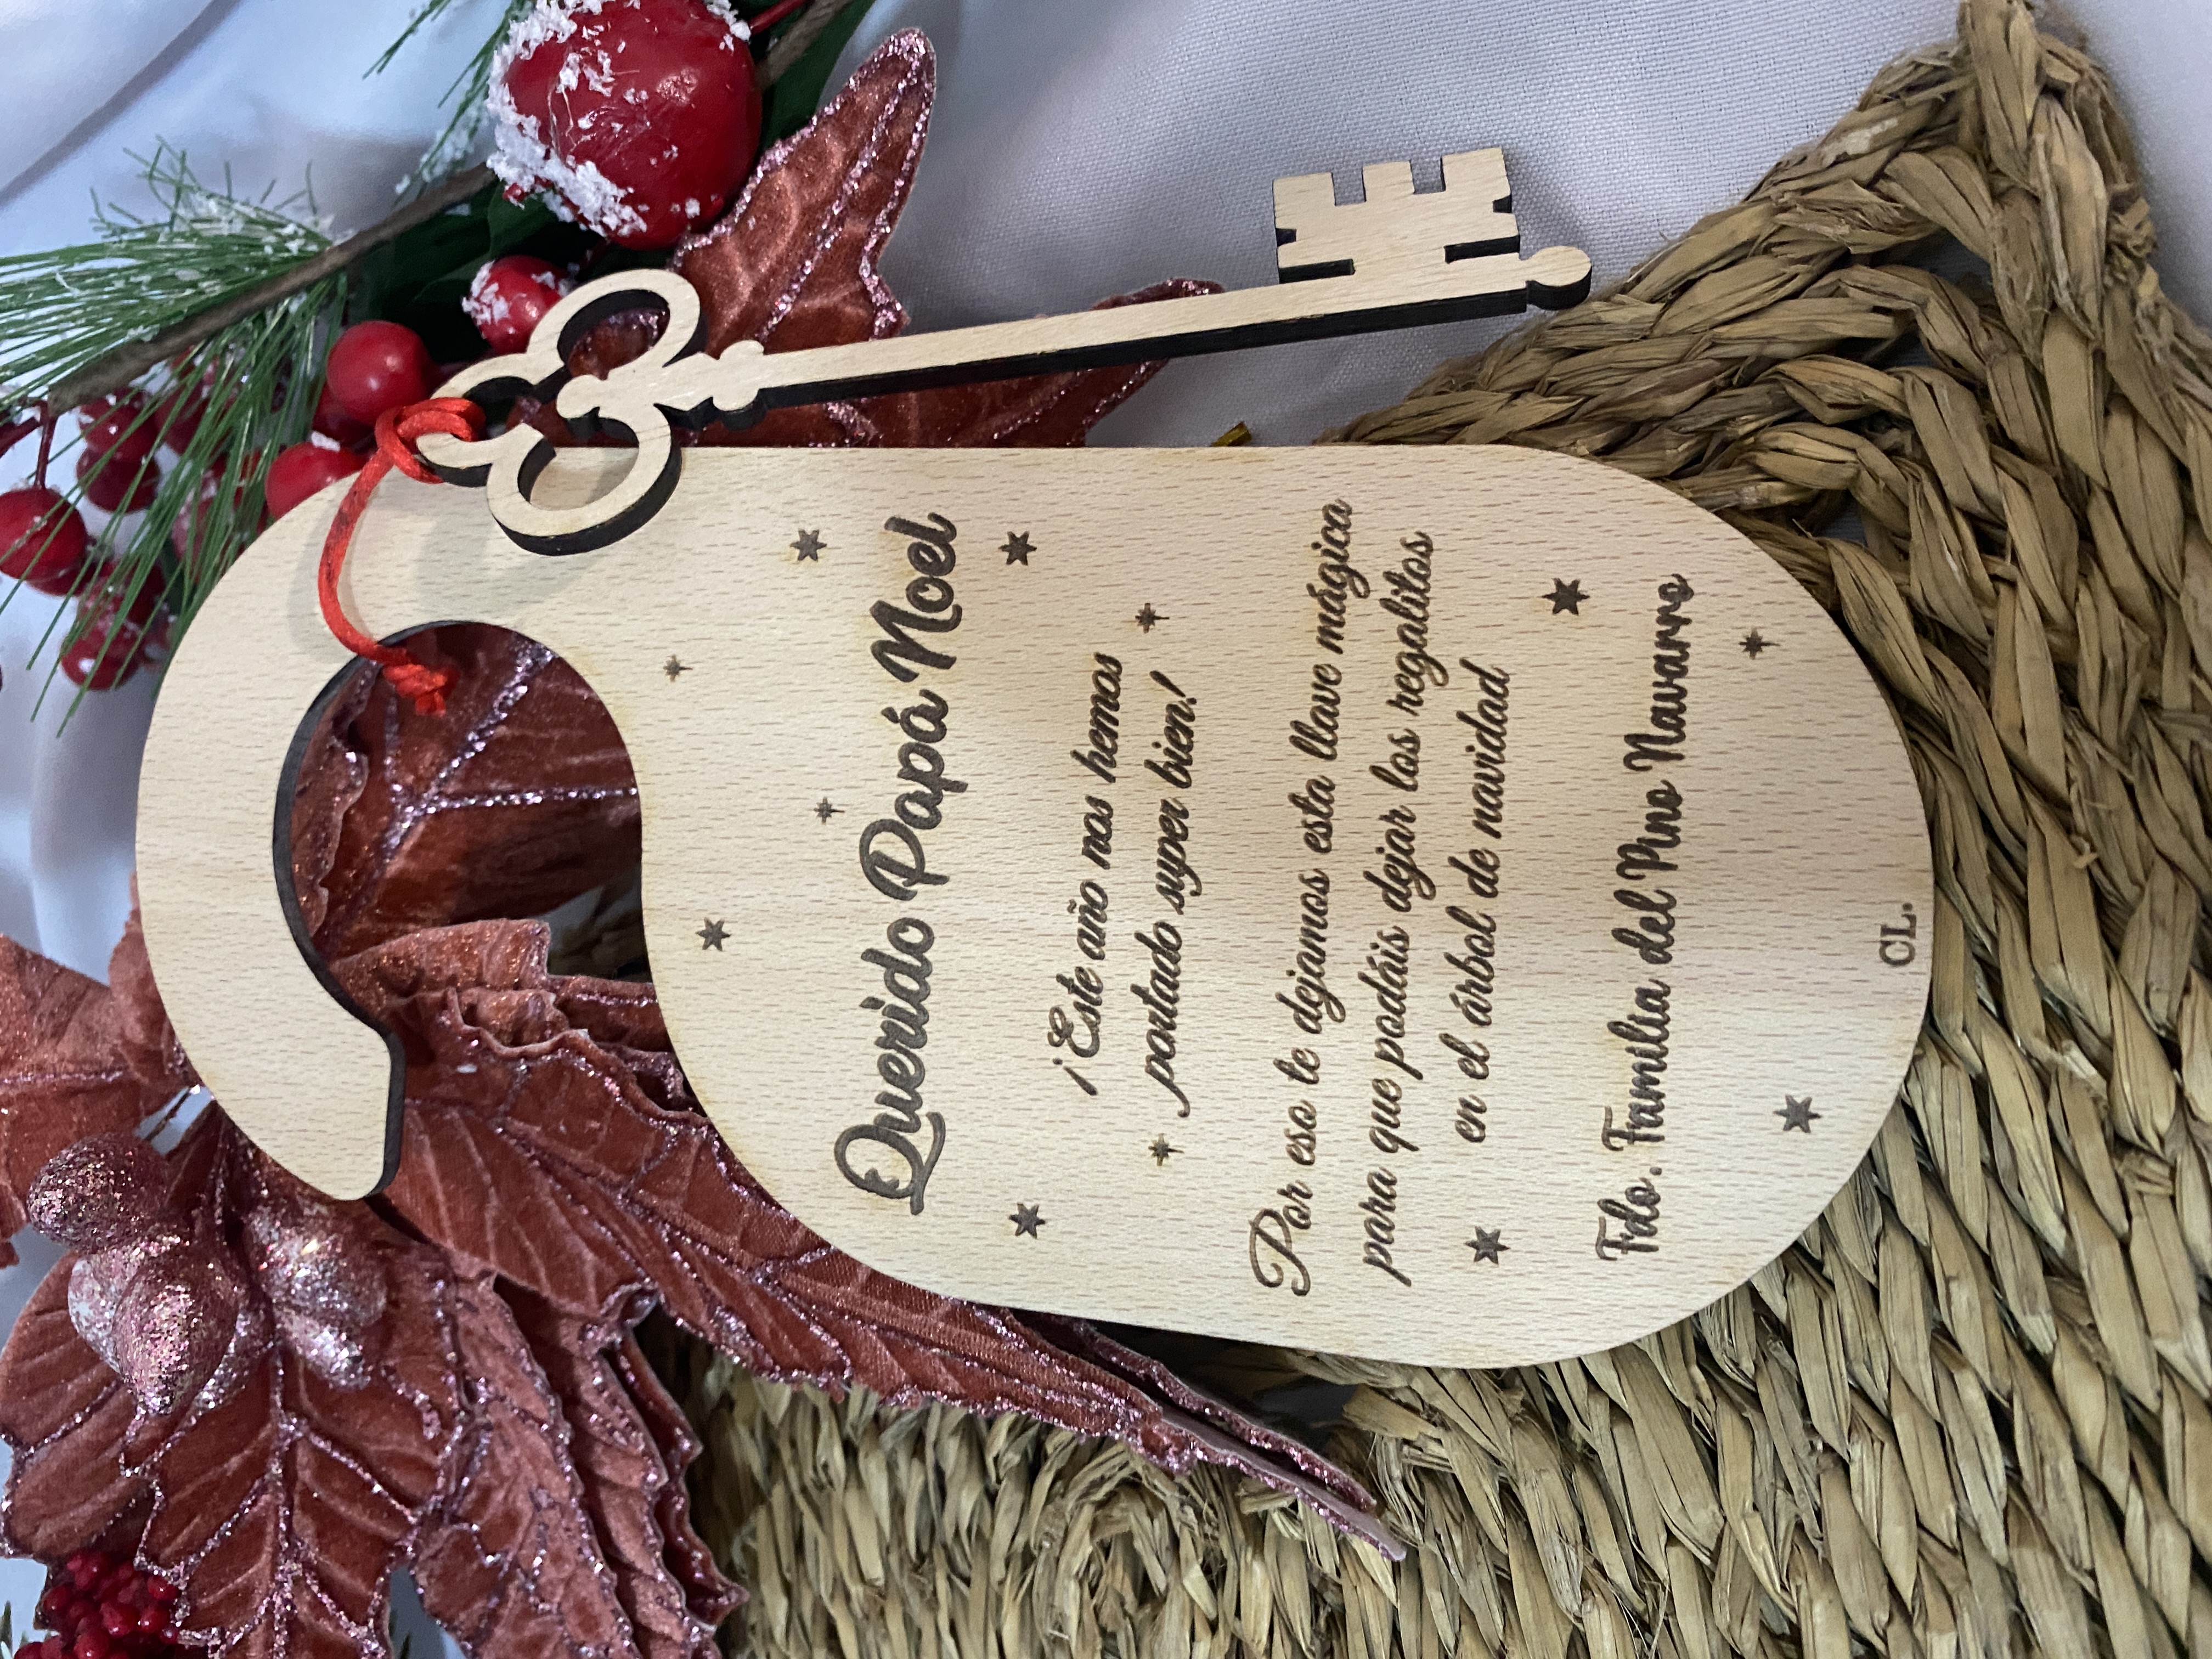 Querido Papá Noel
¡Este año nos hemos
portado super bien!
Por eso te dejamos esta llave mágica
para que podáis dejar los regalitos
en el árbol de navidad
Fdo. Familia del Pino Navarro
CL.